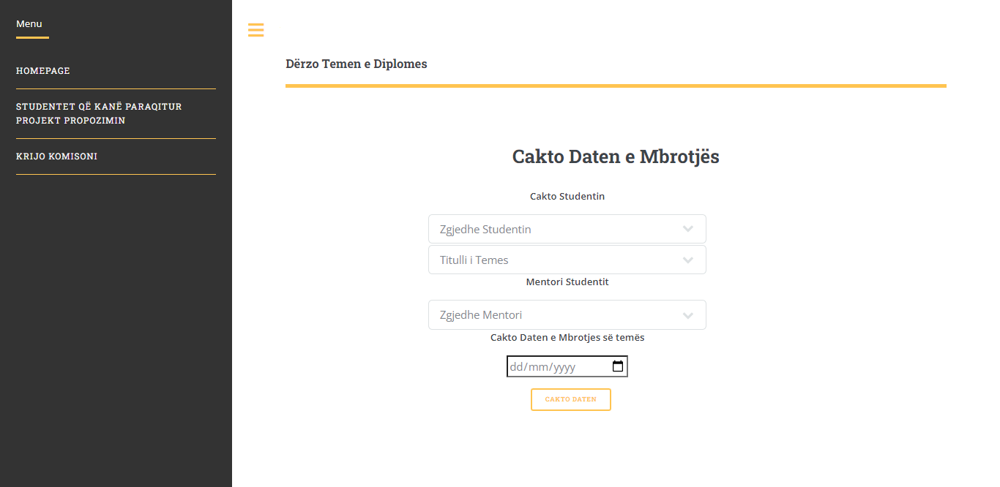 Menu
HOMEPAGE
STUDENTET QË KANË PARAQITUR
PROJEKT PROPOZIMIN
KRIJO KOMISONI
Dërzo Temen e Diplomes
Cakto Daten e Mbrotjës
Cakto Studentin
Zgjedhe Studentin
Titulli i Temes
Mentori Studentit
Zgjedhe Mentori
Cakto Daten e Mbrotjes së temës
dd/mm/yyyy
CAKTO DATEN